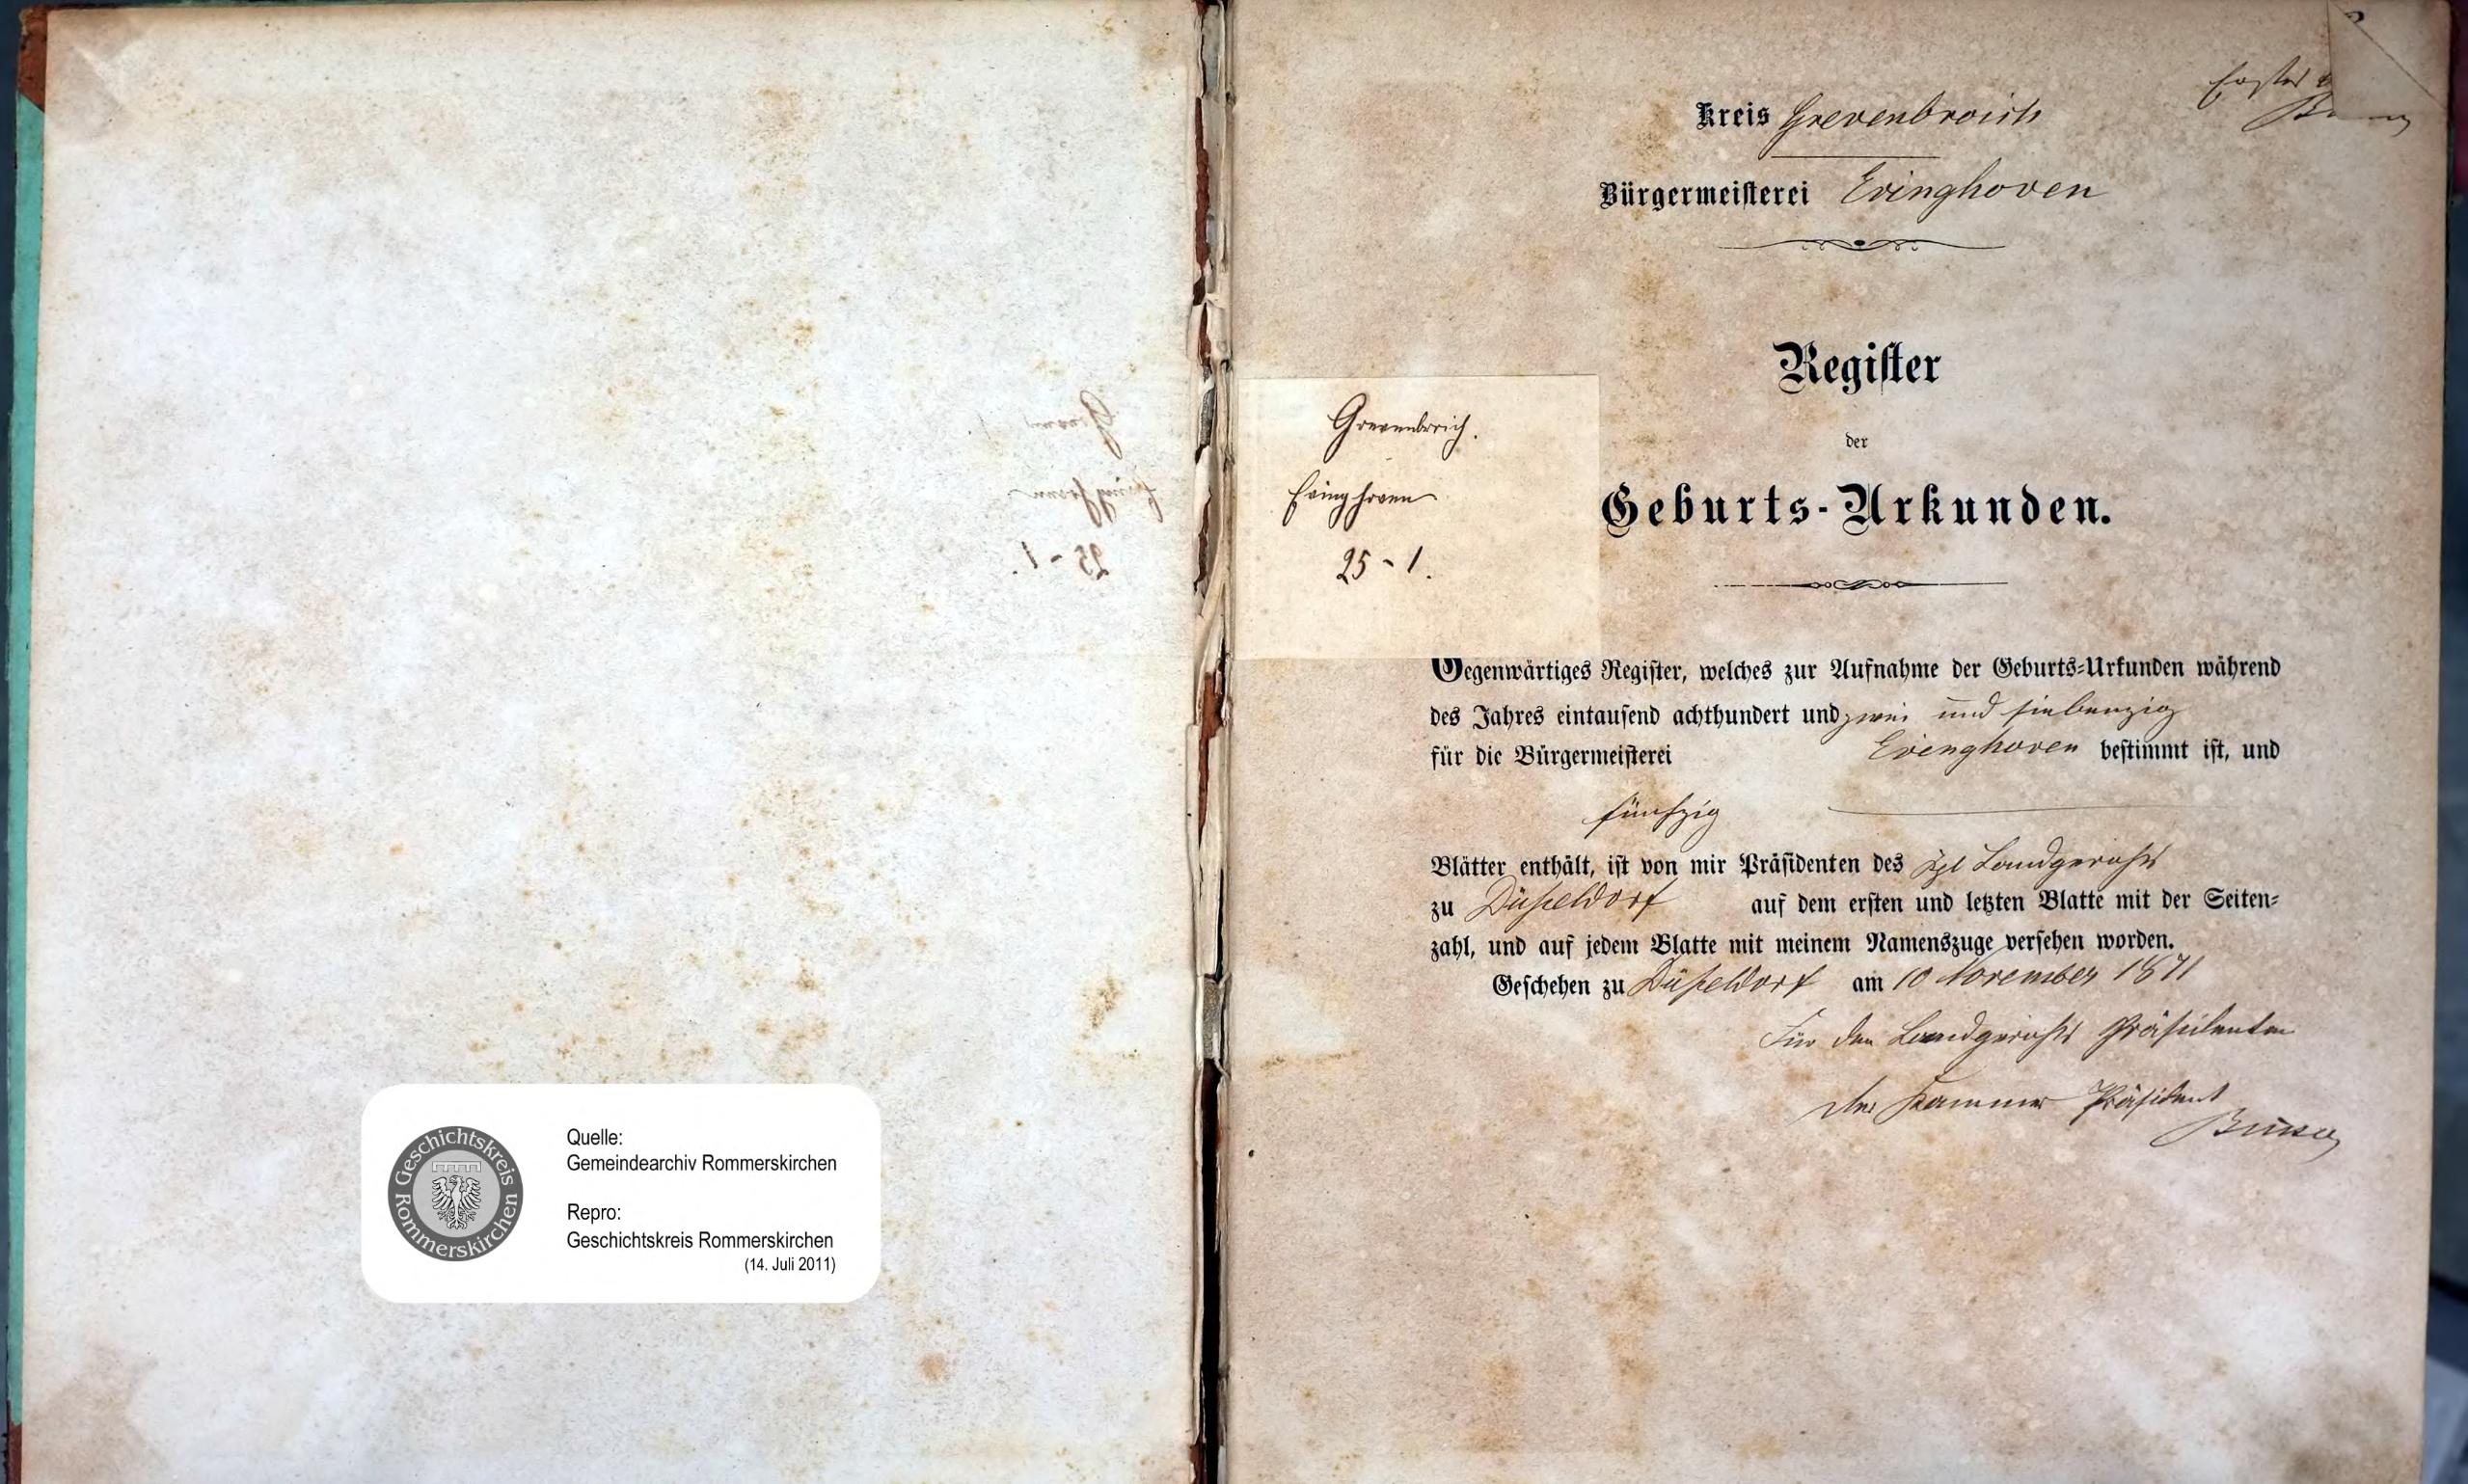 Geschichtskreis Rommerskirchen
Quelle:
Gemeindearchiv Rommerskirchen
Repro:
Geschichtskreis Rommerskirchen
(14. Juli 2011)
Grevenbroich.
Evinghoven
25 - 1.
Erster
Kreis Grevenbroich
Bürgermeisterei Evinghoven
Register
der
Geburts-Urkunden.
Gegenwärtiges Register, welches zur Aufnahme der Geburts-Urkunden während
des Jahres eintausend achthundert und zwei und siebenzig
für die Bürgermeisterei Evinghoven bestimmt ist, und
fünfzig
Blätter enthält, ist von mir Präsidenten des Kgl Landgerichts
zu Düsseldorf auf dem ersten und letzten Blatte mit der Seiten-
zahl, und auf jedem Blatte mit meinem Namenszuge versehen worden.
Geschehen zu Düsseldorf am 10 November 1871
Für den Landgerichts Präsidenten
Der Kammer Präsident